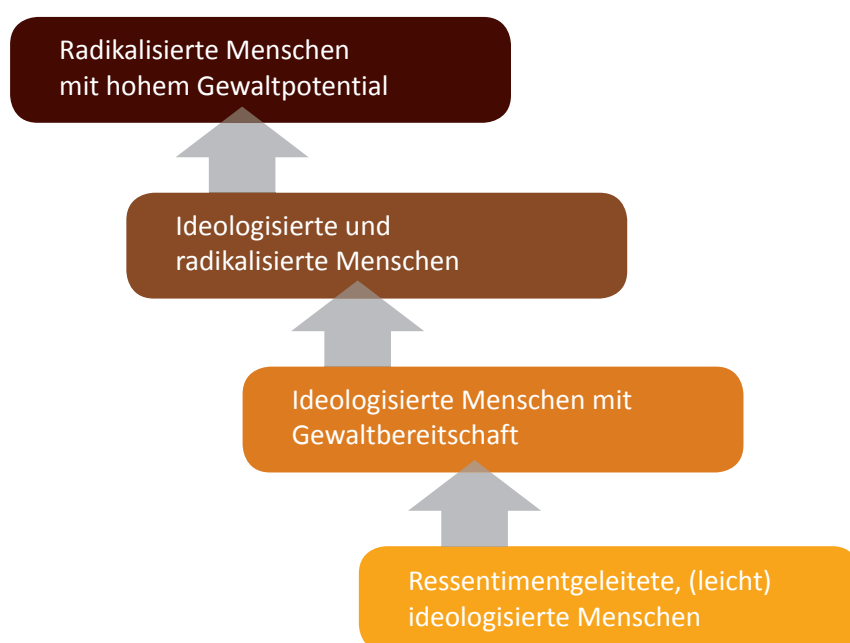 Radikalisierte Menschen
mit hohem Gewaltpotential
Ideologisierte und
radikalisierte Menschen
Ideologisierte Menschen mit
Gewaltbereitschaft
Ressentimentgeleitete, (leicht)
ideologisierte Menschen